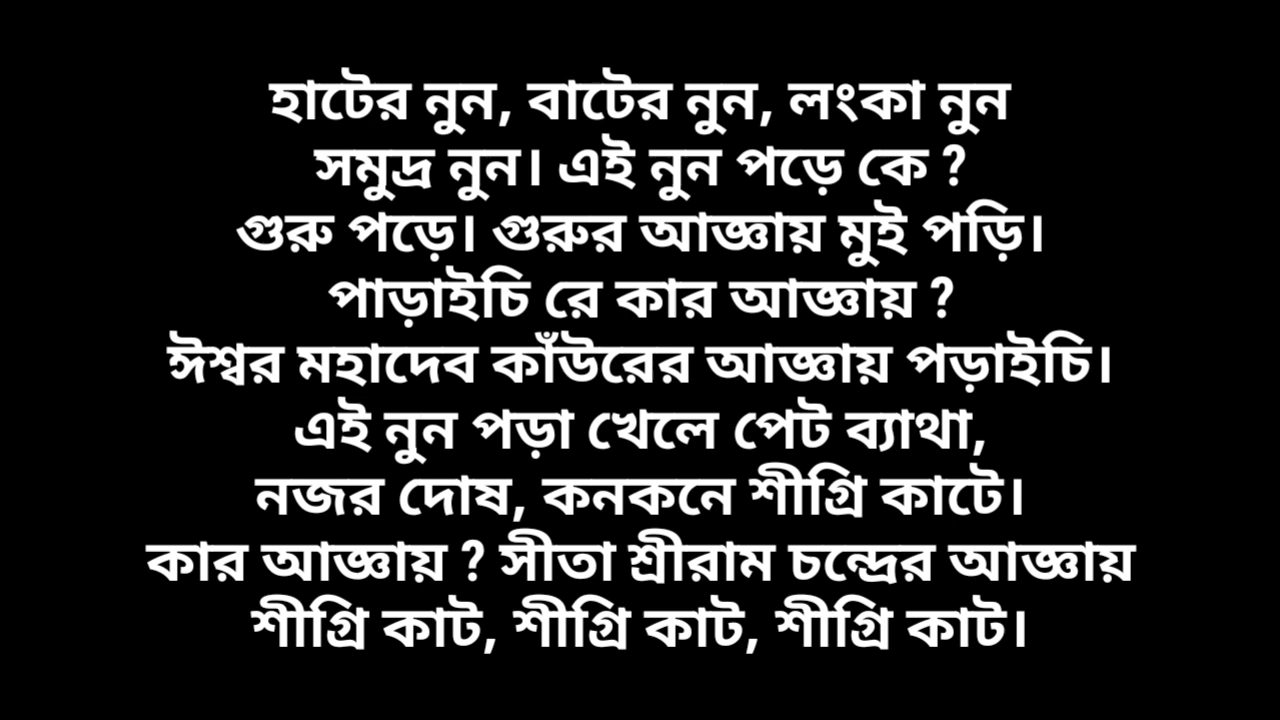 হাটের নুন, বাটের নুন, লংকা নুন
সমুদ্র নুন। এই নুন পড়ে কে ?
গুরু পড়ে। গুরুর আজ্ঞায় মুই পড়ি।
পাড়াইচি রে কার আজ্ঞায় ?
ঈশ্বর মহাদেব কাঁউরের আজ্ঞায় পড়াইচি।
এই নুন পড়া খেলে পেট ব্যাথা,
নজর দোষ, কনকনে শীগ্রি কাটে।
কার আজ্ঞায় ? সীতা শ্রীরাম চন্দ্রের আজ্ঞায়
শীগ্রি কাট, শীগ্রি কাট, শীগ্রি কাট।